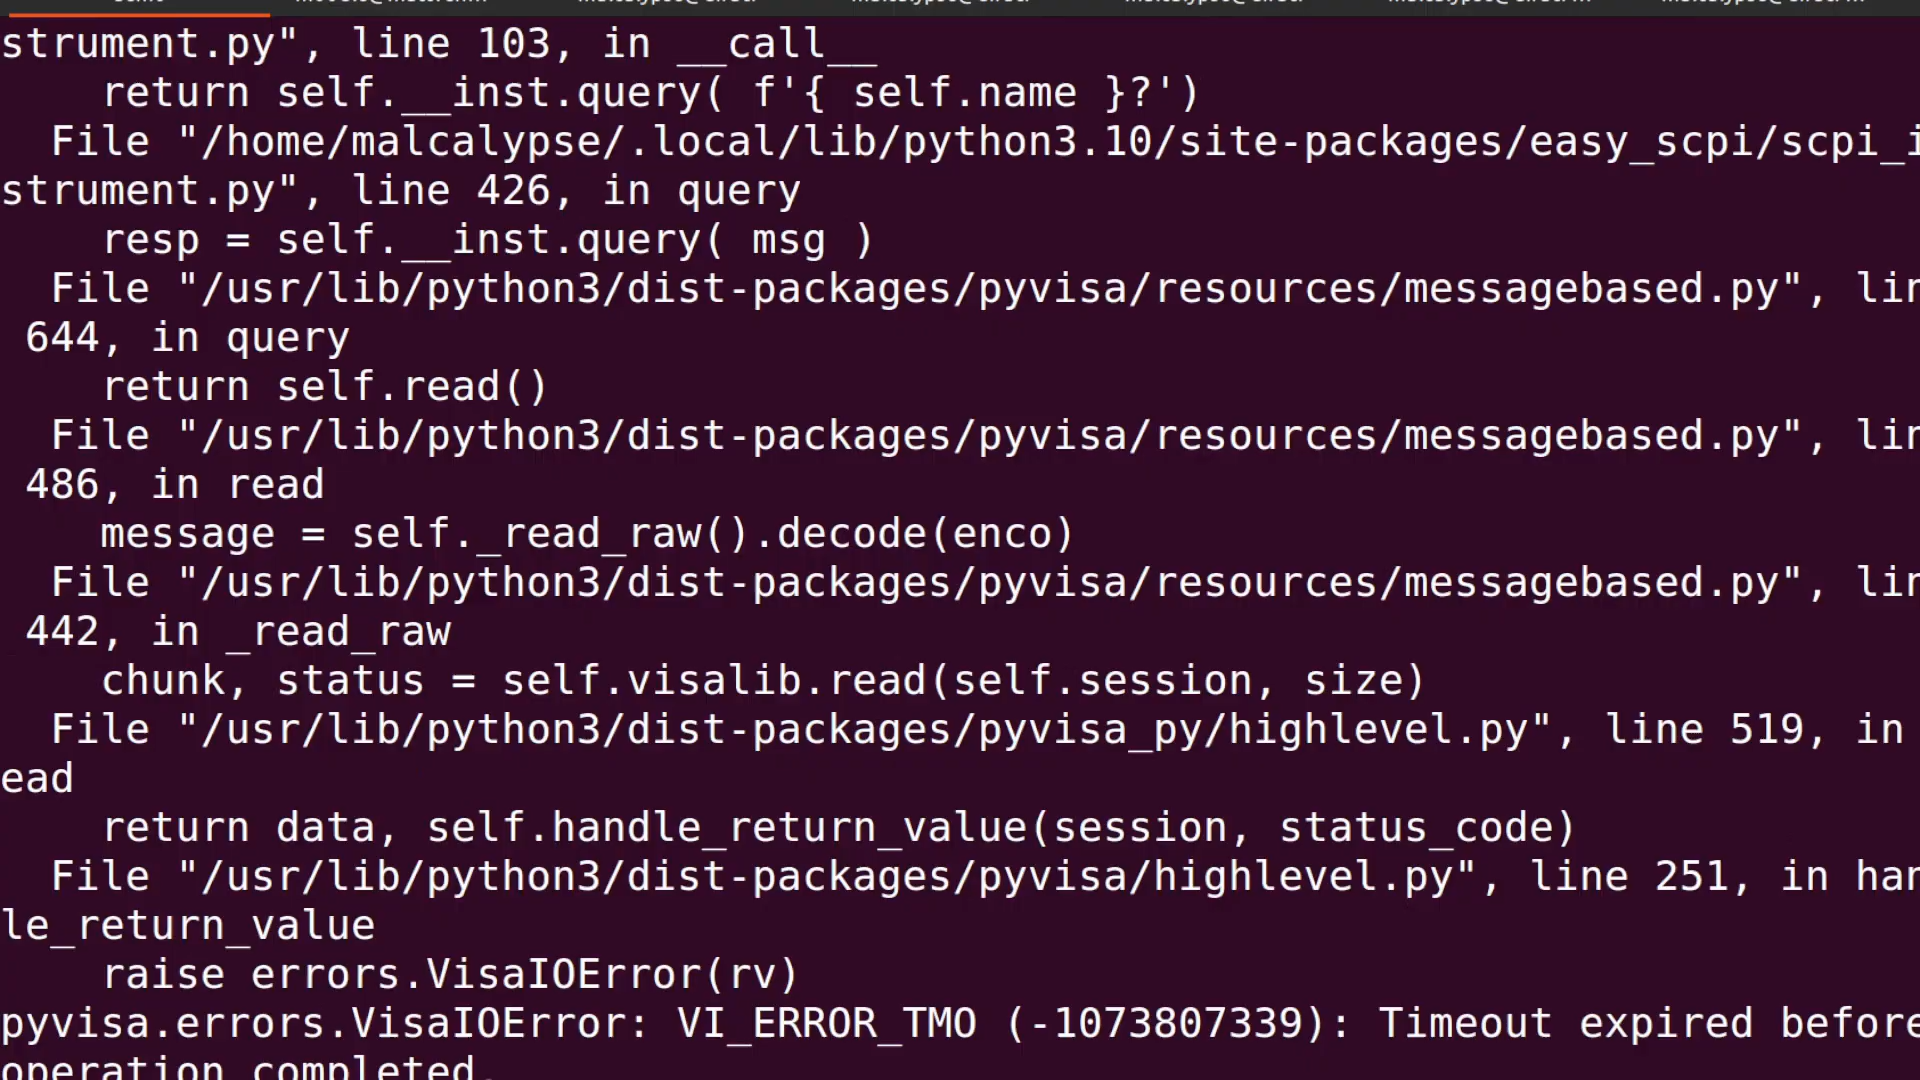 strument.py", line 103, in __call__
return self.__inst.query( f'{ self.name }?')
File "/home/malcalypse/.local/lib/python3.10/site-packages/easy_scpi/scpi_i
strument.py", line 426, in query
resp = self.__inst.query( msg )
File "/usr/lib/python3/dist-packages/pyvisa/resources/messagebased.py", lin
644, in query
return self.read()
File "/usr/lib/python3/dist-packages/pyvisa/resources/messagebased.py", lin
486, in read
message = self._read_raw().decode(enco)
File "/usr/lib/python3/dist-packages/pyvisa/resources/messagebased.py", lin
442, in _read_raw
chunk, status = self.visalib.read(self.session, size)
File "/usr/lib/python3/dist-packages/pyvisa_py/highlevel.py", line 519, in
ead
return data, self.handle_return_value(session, status_code)
File "/usr/lib/python3/dist-packages/pyvisa/highlevel.py", line 251, in han
le_return_value
raise errors.VisaIOError(rv)
pyvisa.errors.VisaIOError: VI_ERROR_TMO (-1073807339): Timeout expired before
operation completed.